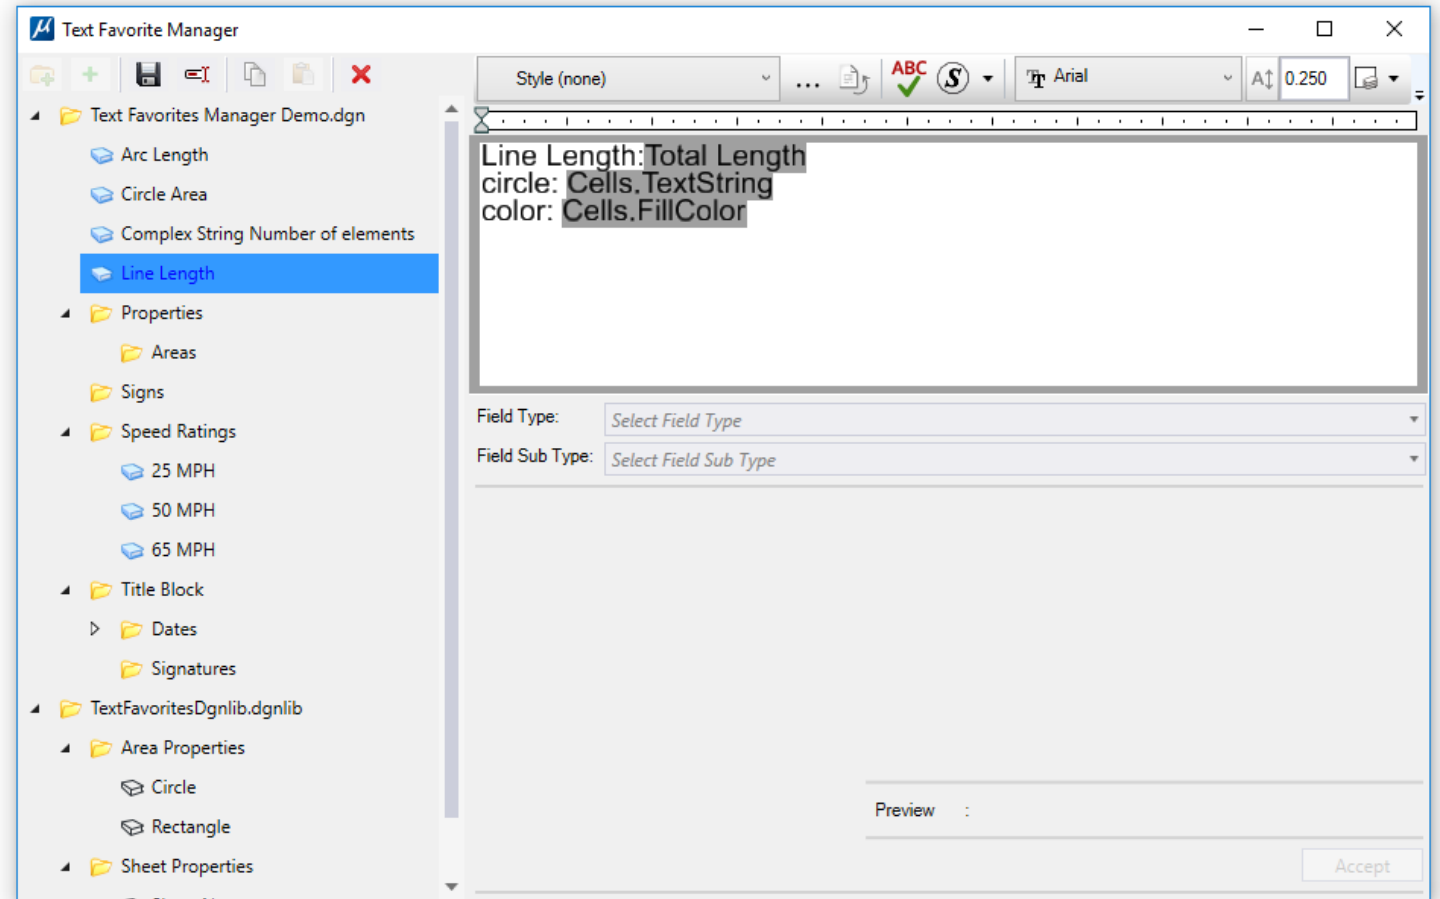 Text Favorite Manager
Style (none)
...
ABC
S
Arial
0.250
Text Favorites Manager Demo.dgn
Arc Length
Circle Area
Complex String Number of elements
Line Length
Properties
Areas
Signs
Speed Ratings
25 MPH
50 MPH
65 MPH
Title Block
Dates
Signatures
TextFavoritesDgnlib.dgnlib
Area Properties
Circle
Rectangle
Sheet Properties
Line Length:Total Length
circle: Cells.TextString
color: Cells.FillColor
Field Type: Select Field Type
Field Sub Type: Select Field Sub Type
Preview :
Accept